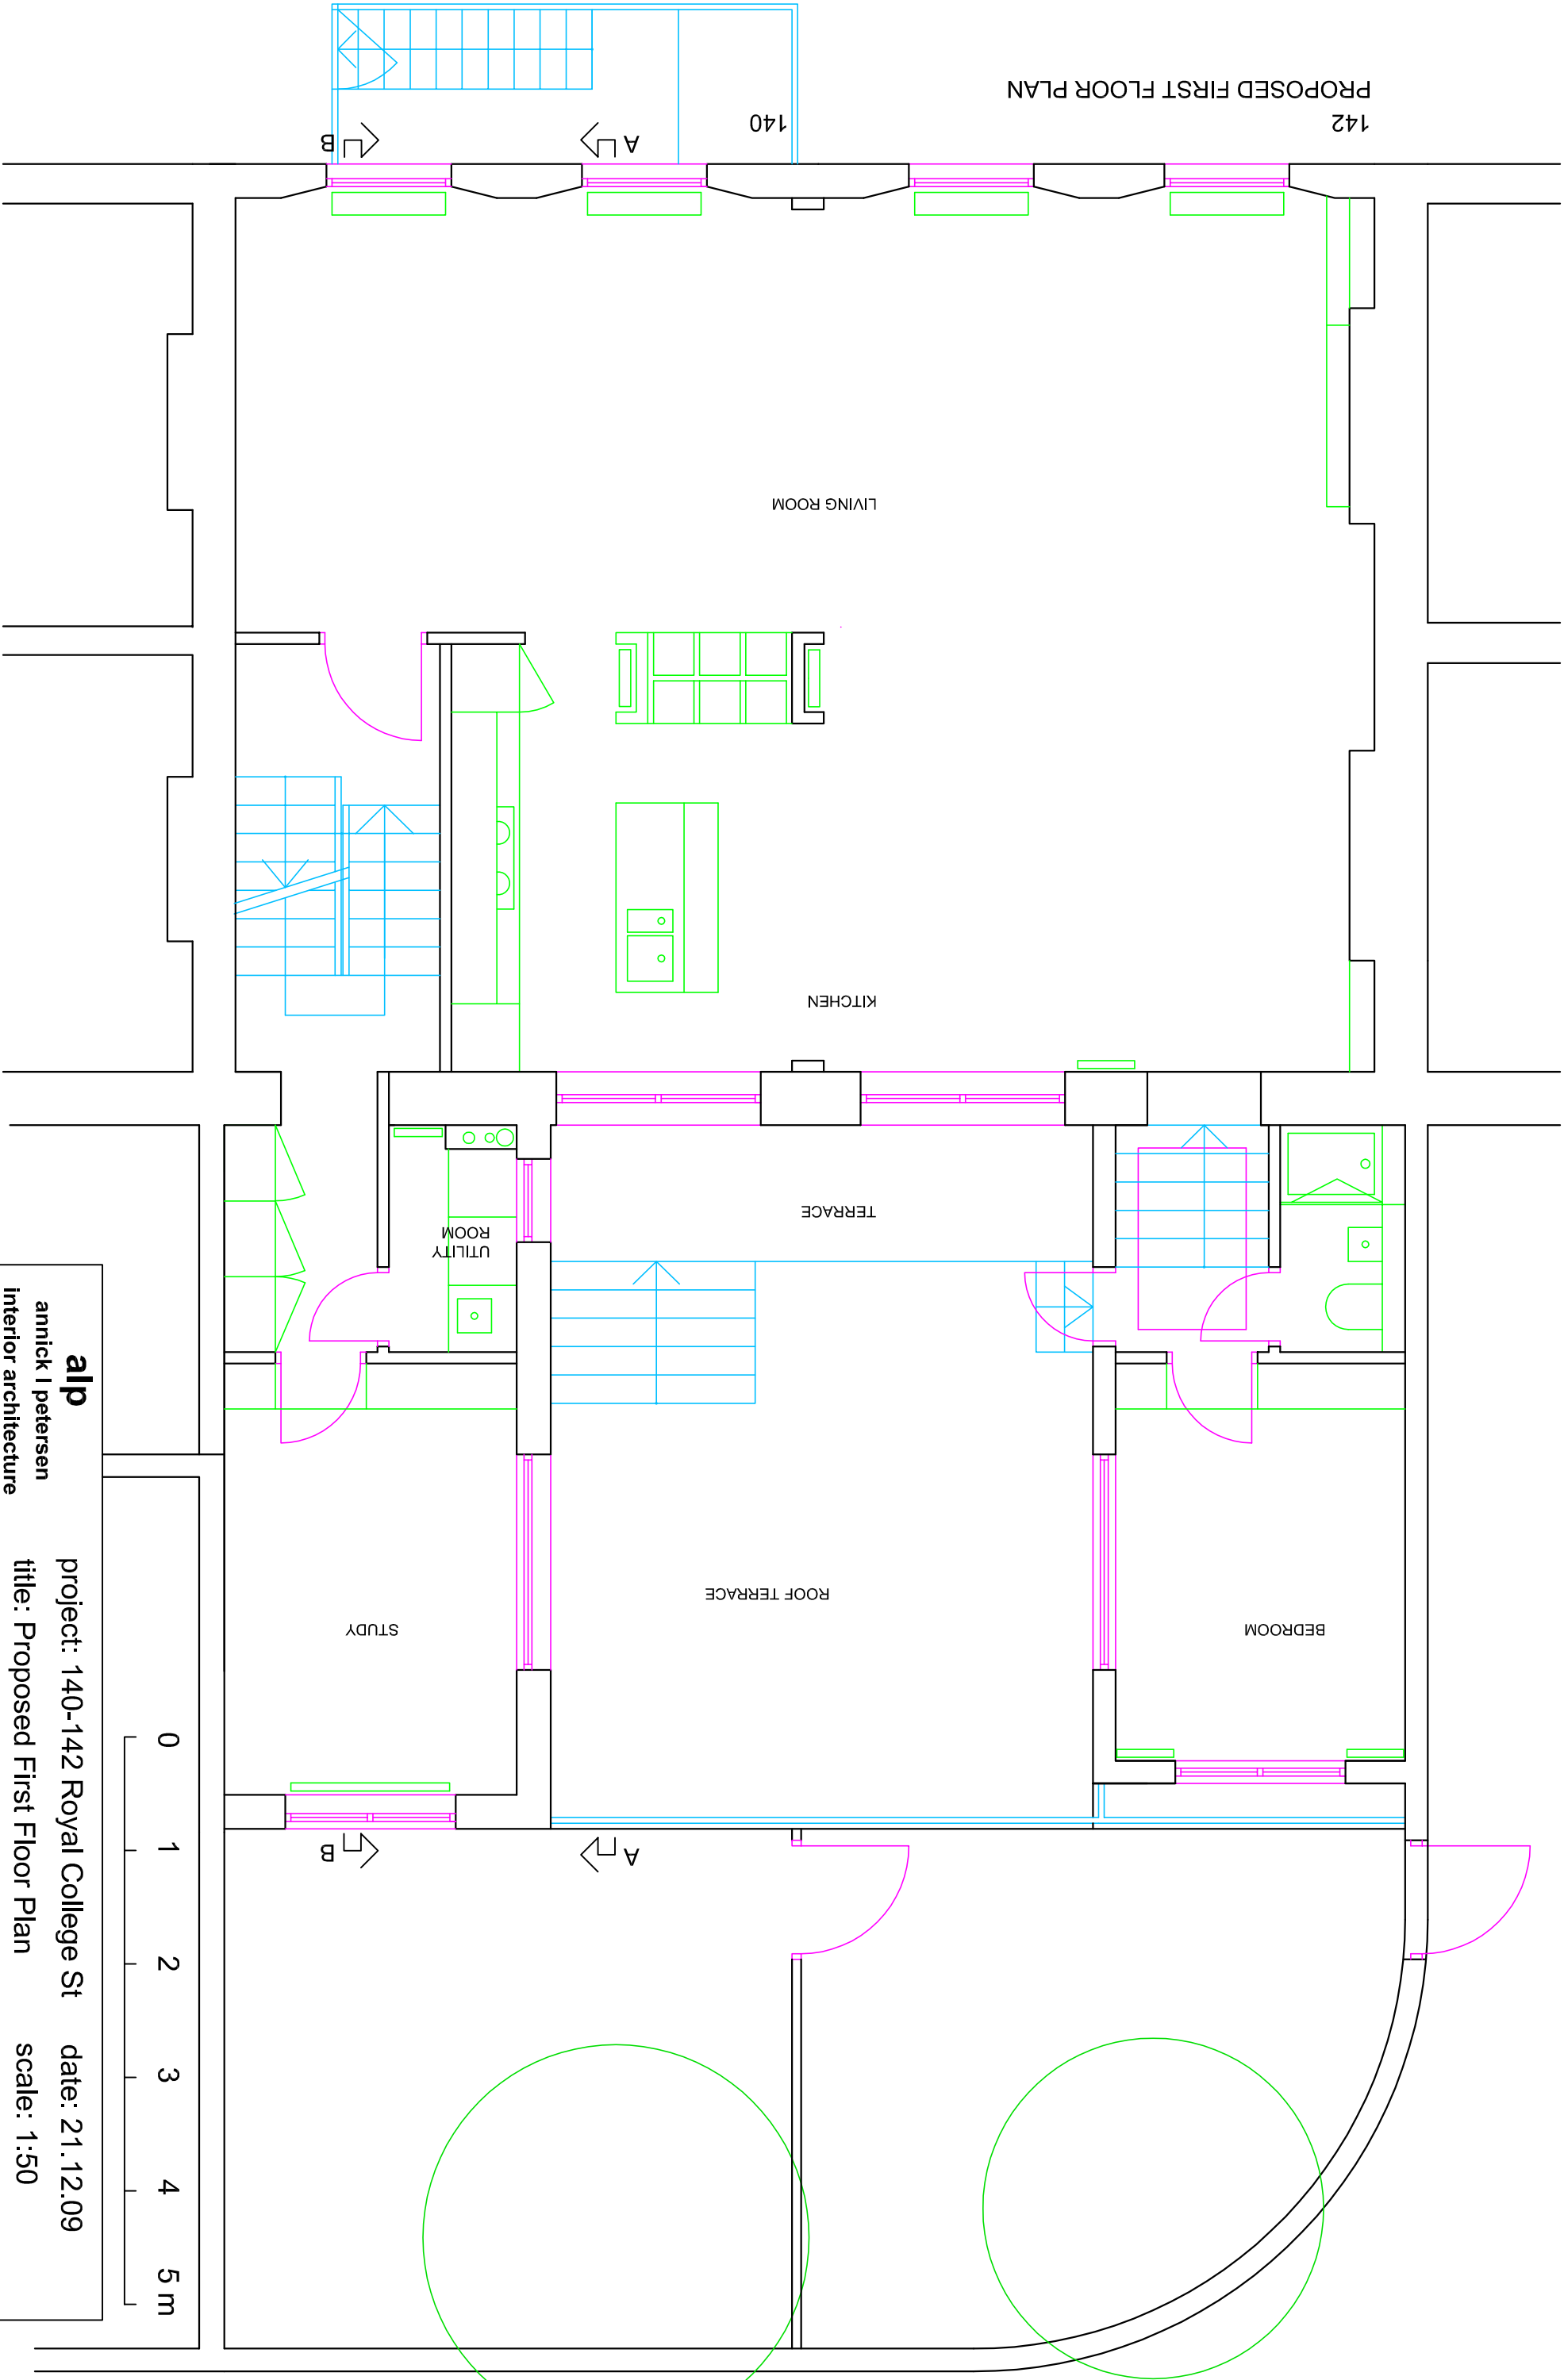 PROPOSED FIRST FLOOR PLAN
142
140
B
A
LIVING ROOM
KITCHEN
TERRACE
UTILITY
ROOM
ROOF TERRACE
STUDY
BEDROOM
B
A
0 1 2 3 4 5 m
alp
annick l petersen
interior architecture
project: 140-142 Royal College St
title: Proposed First Floor Plan
date: 21.12.09
scale: 1:50